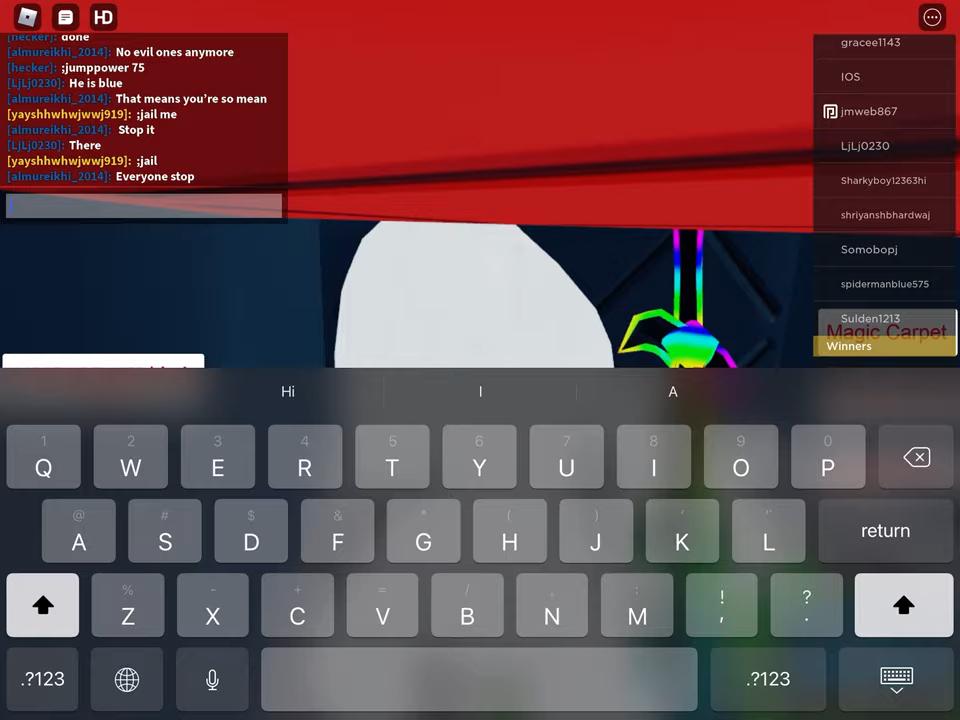 HD
[hecker]: done
[almureikhi_2014]: No evil ones anymore
[hecker]: ;jumppower 75
[LjLj0230]: He is blue
[almureikhi_2014]: That means you're so mean
[yayshhwhwjwwj919]: ;jail me
[almureikhi_2014]: Stop it
[LjLj0230]: There
[yayshhwhwjwwj919]: ;jail
[almureikhi_2014]: Everyone stop
gracee1143
IOS
jmweb867
LjLj0230
Sharkyboy12363hi
shriyanshbhardwaj
Somobopj
spidermanblue575
Sulden1213
Magic Carpet
Winners
Hi I A
1 2 3 4 5 6 7 8 9 0
Q W E R T Y U I O P
@ # $ & * ( ) ' "
A S D F G H J K L return
% - + = / ; : ! ?
Z X C V B N M , .
.?123 .?123